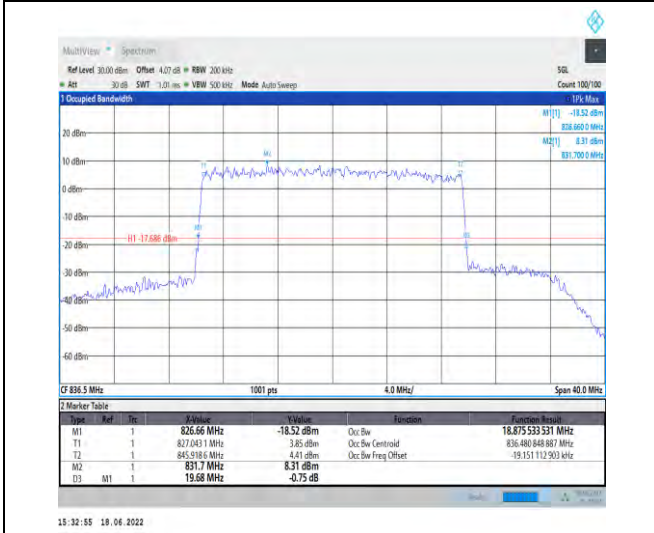 MultiView Spectrum
Ref Level 30.00 dBm Offset 4.07 dB RBW 200 kHz SGL
Att 30 dB SWT 1.01 ms VBW 500 kHz Mode Auto Sweep Count 100/100
1 Occupied Bandwidth 1Pk Max
M1[1] -18.52 dBm
826.660 0 MHz
M2[1] 8.31 dBm
831.700 0 MHz
20 dBm
M2
T1
T2
10 dBm
0 dBm
-10 dBm
H1 -17.688 dBm
-20 dBm
-30 dBm
-40 dBm
-50 dBm
-60 dBm
CF 836.5 MHz 1001 pts 4.0 MHz/ Span 40.0 MHz
2 Marker Table
Type Ref Trc X-Value Y-Value Function Function Result
M1 1 826.66 MHz -18.52 dBm Occ Bw 18.875 533 531 MHz
T1 1 827.043 1 MHz 3.85 dBm Occ Bw Centroid 836.480 848 887 MHz
T2 1 845.918 6 MHz 4.41 dBm Occ Bw Freq Offset -19.151 112 903 kHz
M2 1 831.7 MHz 8.31 dBm
D3 M1 1 19.68 MHz -0.75 dB
15:32:55 18.06.2022